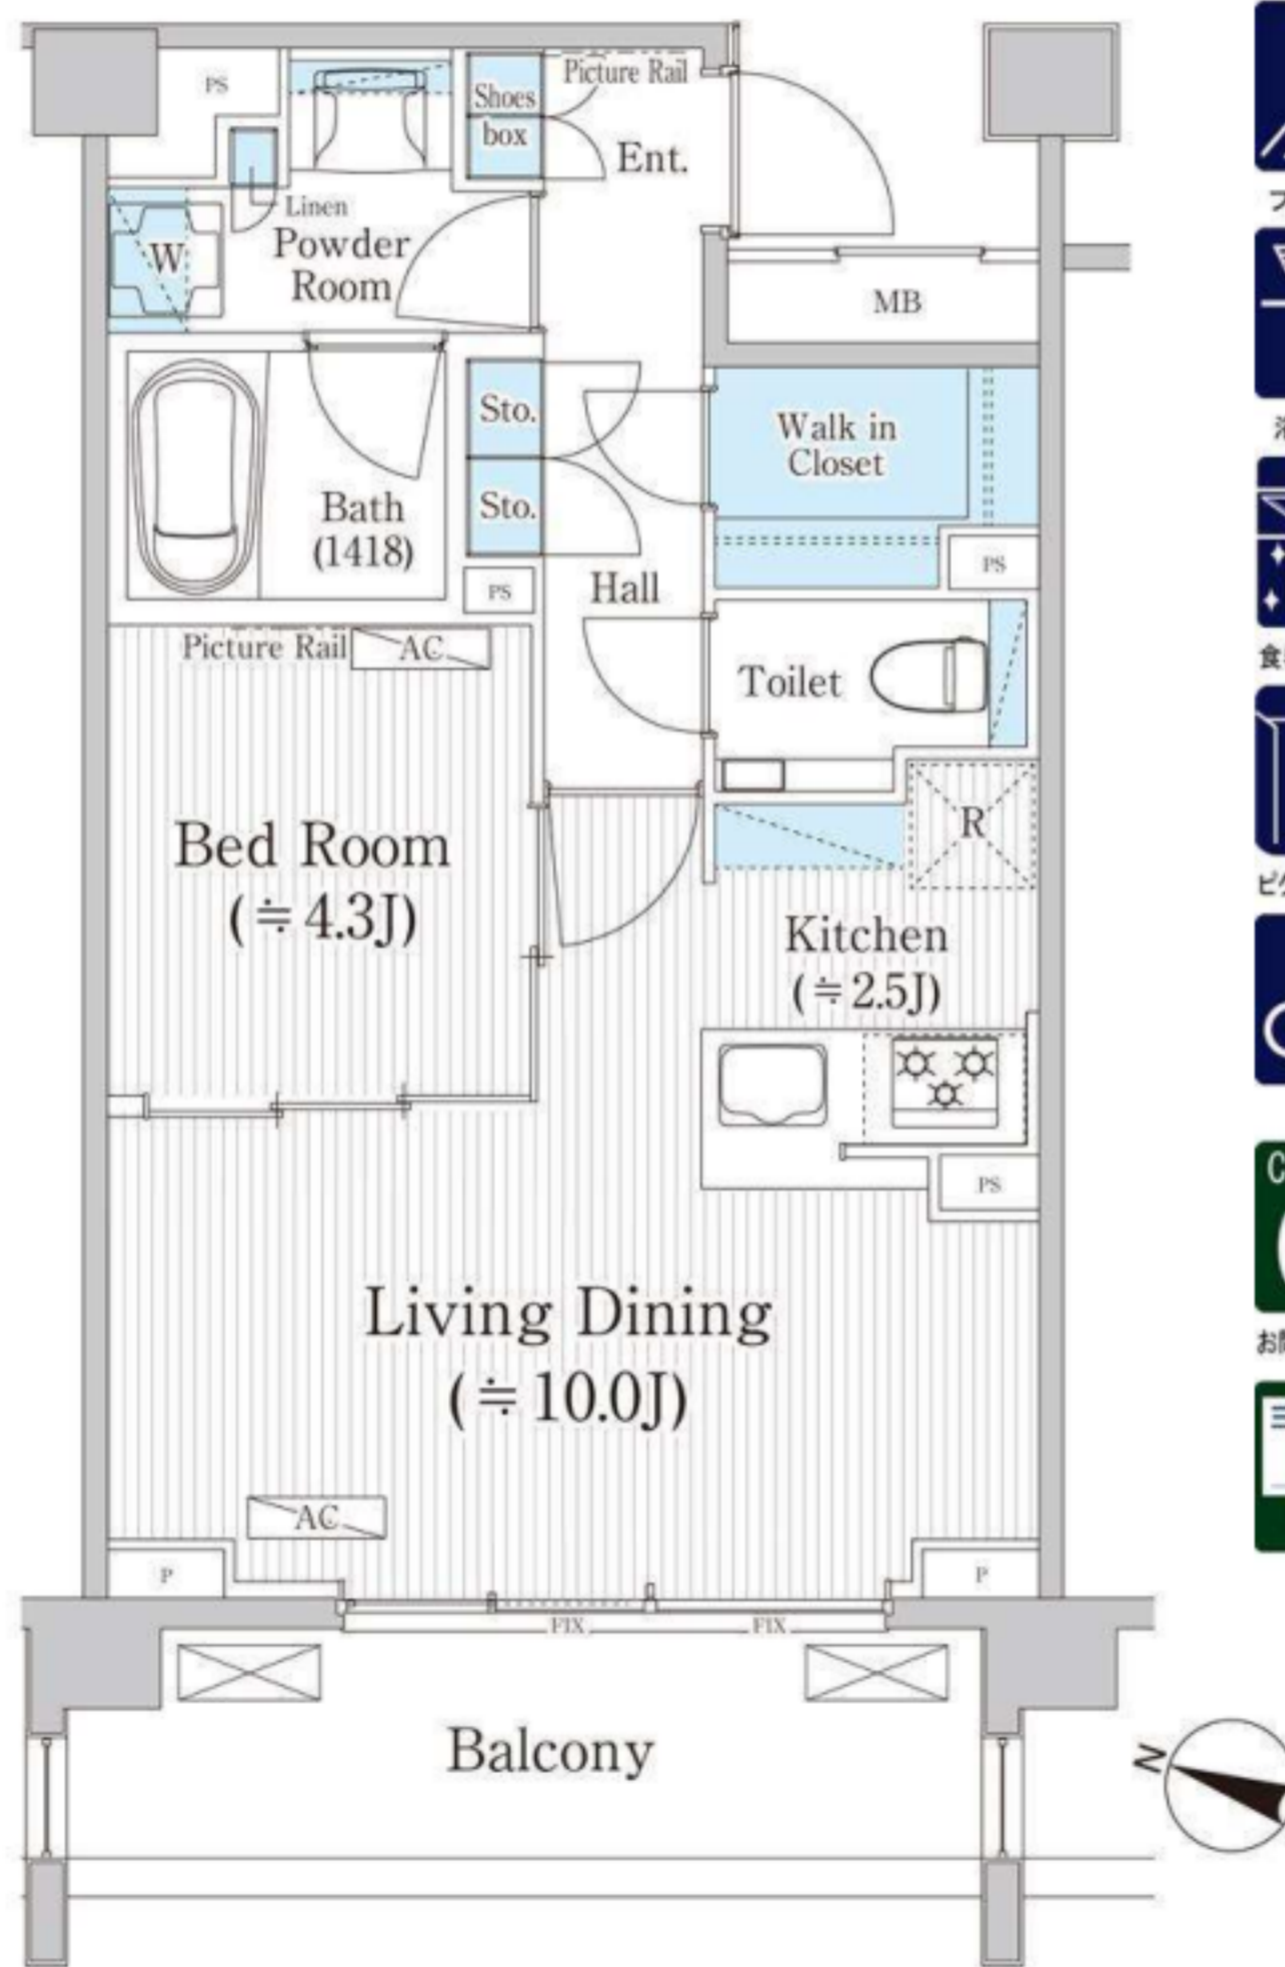 PS
Picture Rail
Shoes
box
Ent.
Linen
W
Powder
Room
MB
Sto.
Walk in
Closet
Bath
(1418)
Sto.
PS
Hall
PS
Picture Rail
AC
Toilet
R
Bed Room
(≒4.3J)
Kitchen
(≒2.5J)
PS
Living Dining
(≒10.0J)
AC
P
P
FIX
FIX
Balcony
N